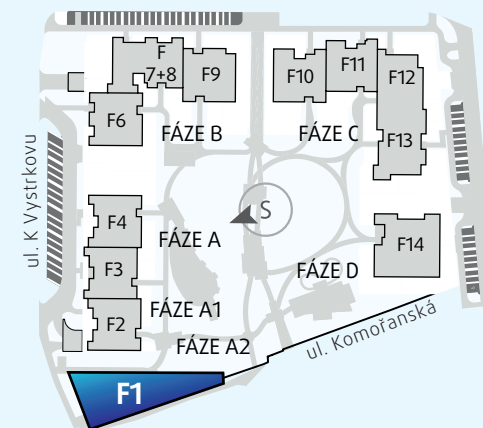 F
7+8
F9
F10
F11
F12
F6
FÁZE B
FÁZE C
F13
ul. K Vystrkovu
F4
S
FÁZE A
F14
F3
FÁZE D
FÁZE A1
F2
FÁZE A2
ul. Komořanská
F1